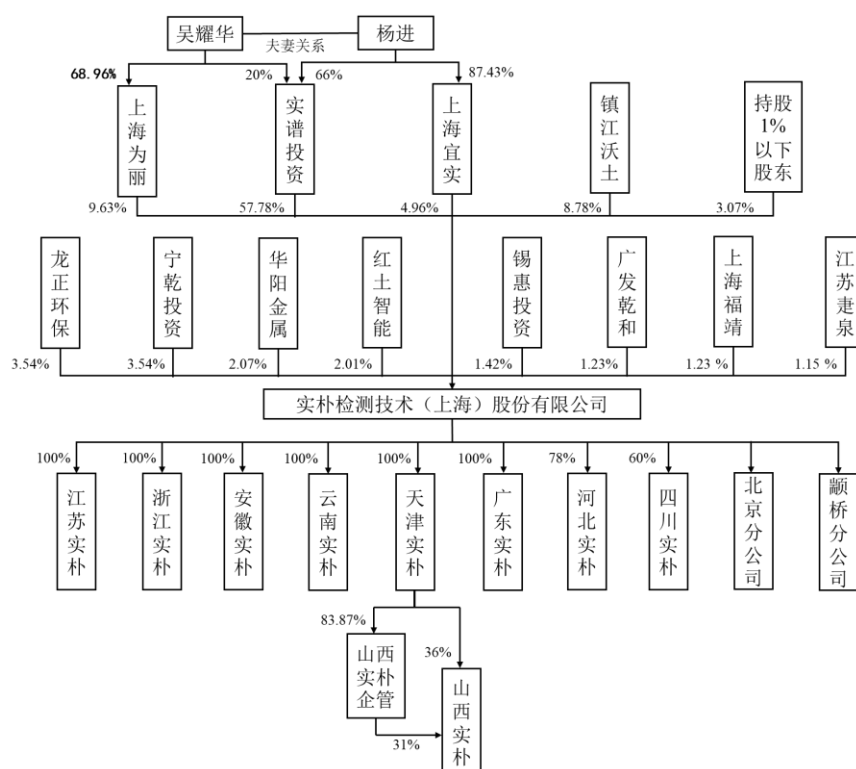 吴耀华
夫妻关系
杨进
68.96%
20%
66%
87.43%
上海为丽
实谱投资
上海宜实
镇江沃土
持股1%以下股东
9.63%
57.78%
4.96%
8.78%
3.07%
龙正环保
宁乾投资
华阳金属
红土智能
锡惠投资
广发乾和
上海福靖
江苏疌泉
3.54%
3.54%
2.07%
2.01%
1.42%
1.23%
1.23 %
1.15 %
实朴检测技术（上海）股份有限公司
100%
100%
100%
100%
100%
100%
78%
60%
江苏实朴
浙江实朴
安徽实朴
云南实朴
天津实朴
广东实朴
河北实朴
四川实朴
北京分公司
颛桥分公司
83.87%
36%
山西
实朴
企管
山西实朴
31%